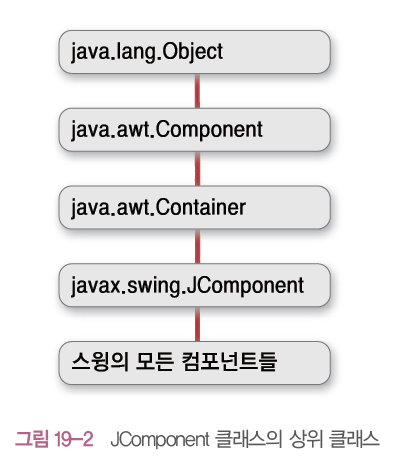 java.lang.Object
java.awt.Component
java.awt.Container
javax.swing.JComponent
스윙의 모든 컴포넌트들
그림 19-2 JComponent 클래스의 상위 클래스